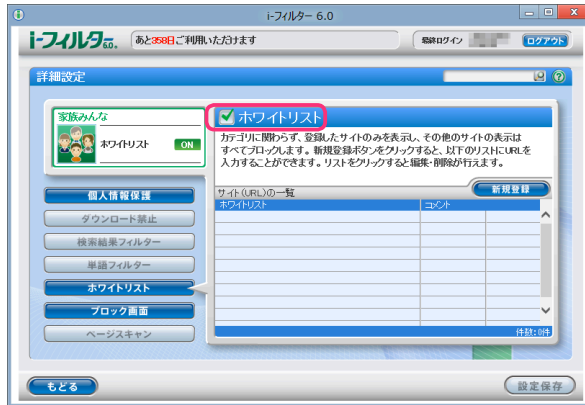 i-フィルター 6.0
i-フィルター6.0. あと358日ご利用いただけます 最終ログイン ログアウト
詳細設定
家族みんな
ホワイトリスト ON
個人情報保護
ダウンロード禁止
検索結果フィルター
単語フィルター
ホワイトリスト
ブロック画面
ページスキャン
ホワイトリスト
カテゴリに関わらず、登録したサイトのみを表示し、その他のサイトの表示は
すべてブロックします。新規登録ボタンをクリックすると、以下のリストにURLを
入力することができます。リストをクリックすると編集・削除が行えます。
サイト(URL)の一覧 新規登録
ホワイトリスト コメント
件数:0件
もどる 設定保存